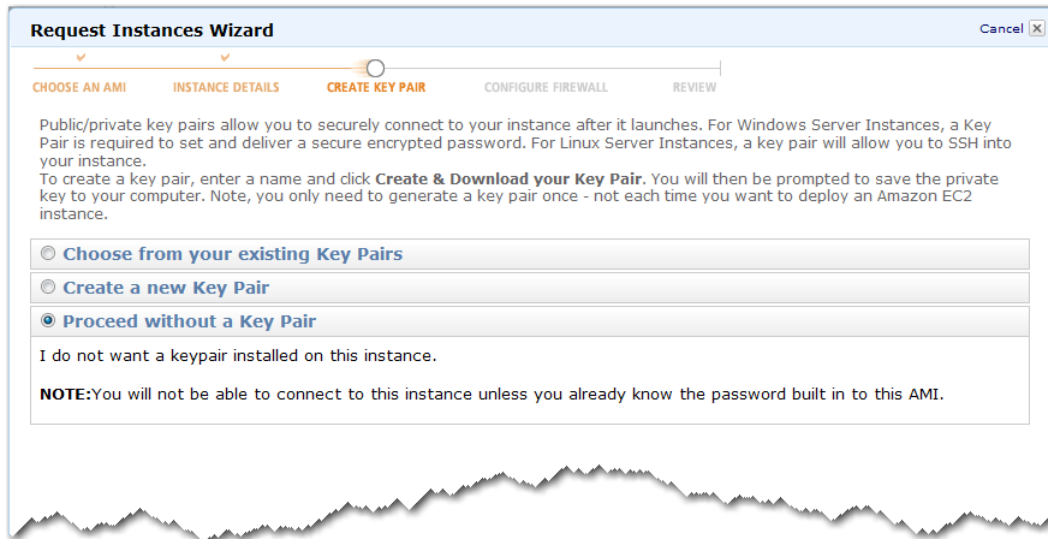 Request Instances Wizard
Cancel
CHOOSE AN AMI INSTANCE DETAILS CREATE KEY PAIR CONFIGURE FIREWALL REVIEW
Public/private key pairs allow you to securely connect to your instance after it launches. For Windows Server Instances, a Key
Pair is required to set and deliver a secure encrypted password. For Linux Server Instances, a key pair will allow you to SSH into
your instance.
To create a key pair, enter a name and click Create & Download your Key Pair. You will then be prompted to save the private
key to your computer. Note, you only need to generate a key pair once - not each time you want to deploy an Amazon EC2
instance.
Choose from your existing Key Pairs
Create a new Key Pair
Proceed without a Key Pair
I do not want a keypair installed on this instance.
NOTE:You will not be able to connect to this instance unless you already know the password built in to this AMI.